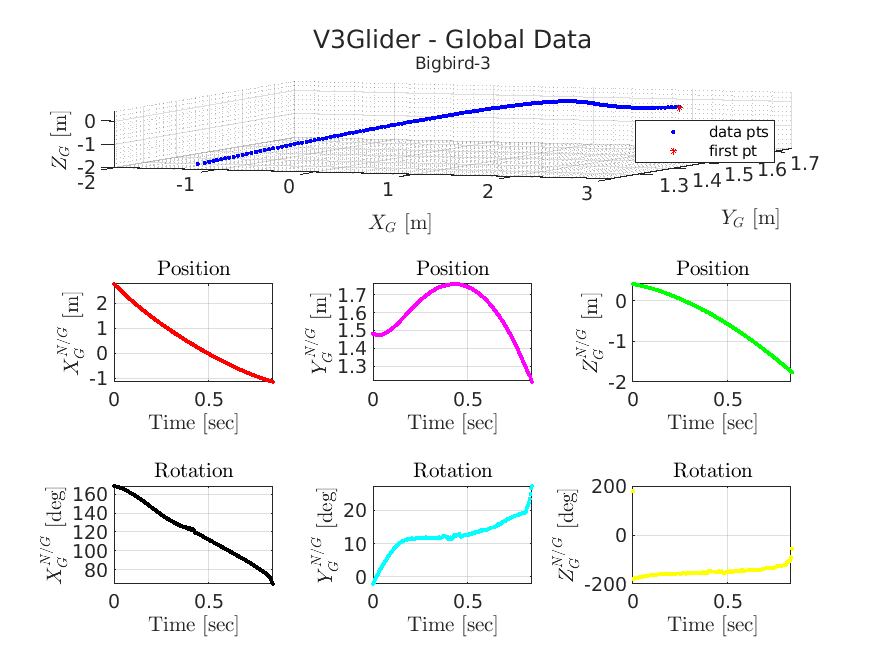 V3Glider - Global Data
Bigbird-3
Z_G [m]
0
-1
-2
-2
-1
0
1
2
3
X_G [m]
1.3
1.4
1.5
1.6
1.7
Y_G [m]
data pts
first pt
Position
X_G^{N/G} [m]
2
1
0
-1
0
0.5
Time [sec]
Position
Y_G^{N/G} [m]
1.7
1.6
1.5
1.4
1.3
0
0.5
Time [sec]
Position
Z_G^{N/G} [m]
0
-1
-2
0
0.5
Time [sec]
Rotation
X_G^{N/G} [deg]
160
140
120
100
80
0
0.5
Time [sec]
Rotation
Y_G^{N/G} [deg]
20
10
0
0
0.5
Time [sec]
Rotation
Z_G^{N/G} [deg]
200
0
-200
0
0.5
Time [sec]